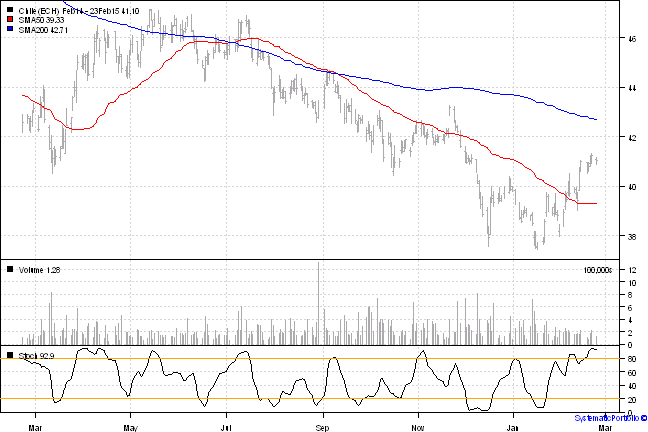 Chile (ECH) Feb14 - 23Feb15 41.10
SMA50 39.33
SMA200 42.71
46
44
42
40
38
Volume 1.28
100,000s
12
10
8
6
4
2
0
Stoch 92.9
80
60
40
20
0
Mar May Jul Sep Nov Jan Mar
SystematicPortfolio ©